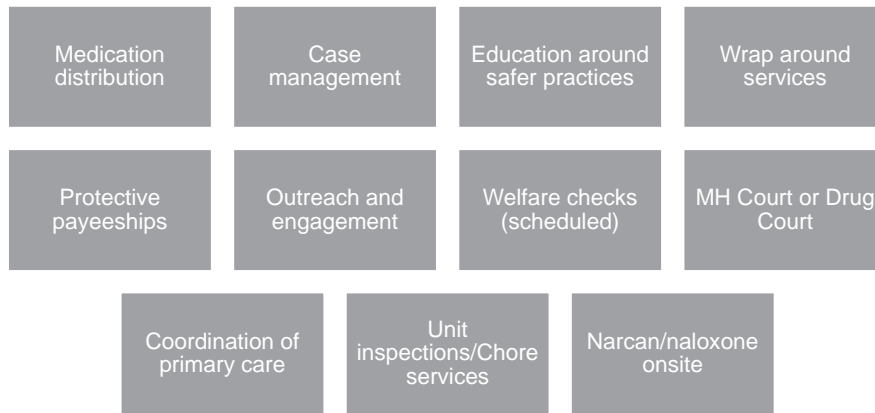 Medication
distribution
Case
management
Education around
safer practices
Wrap around
services
Protective
payeeships
Outreach and
engagement
Welfare checks
(scheduled)
MH Court or Drug
Court
Coordination of
primary care
Unit
inspections/Chore
services
Narcan/naloxone
onsite